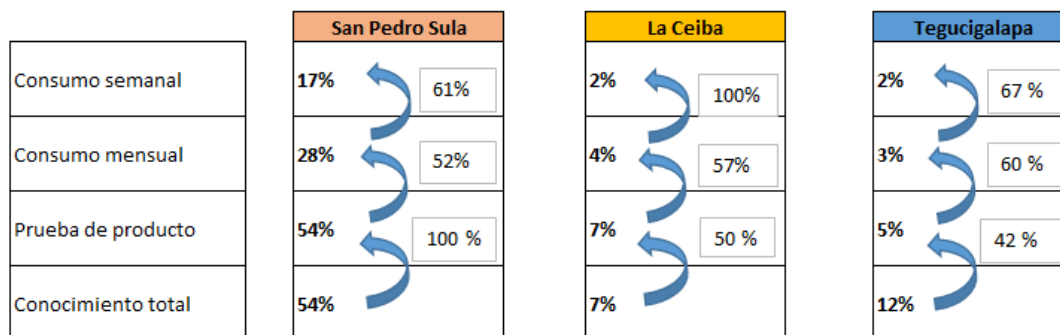 San Pedro Sula La Ceiba Tegucigalapa
Consumo semanal 17% 61% 2% 100% 2% 67 %
Consumo mensual 28% 52% 4% 57% 3% 60 %
Prueba de producto 54% 100 % 7% 50 % 5% 42 %
Conocimiento total 54% 7% 12%